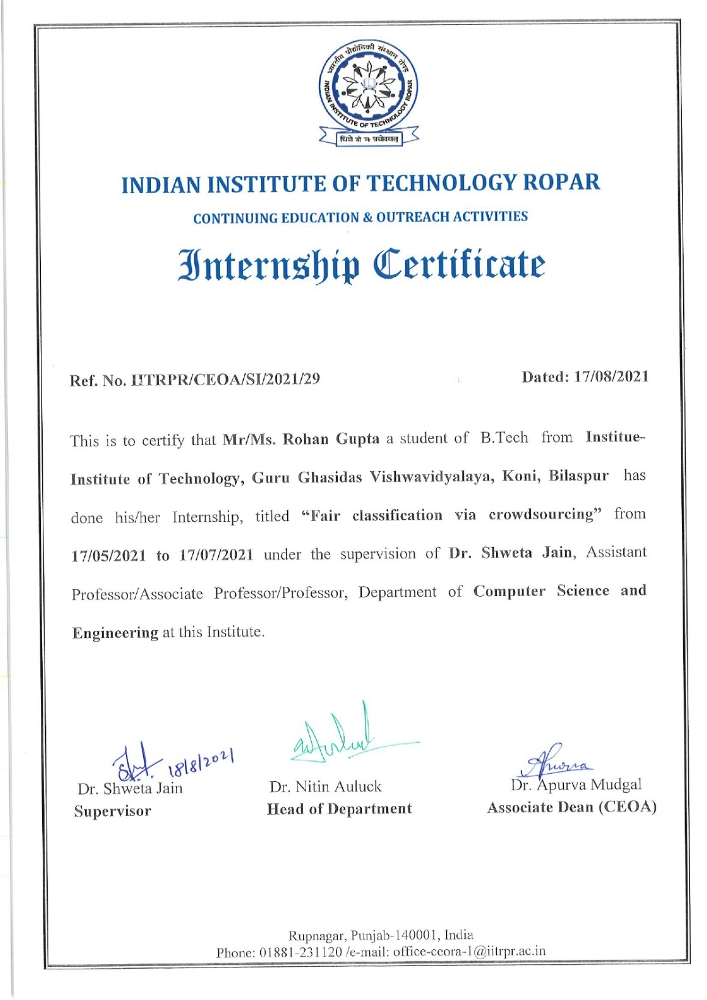 भारतीय प्रौद्योगिकी संस्थान रोपड़
INDIAN INSTITUTE OF TECHNOLOGY ROPAR
धियो यो नः प्रचोदयात्
INDIAN INSTITUTE OF TECHNOLOGY ROPAR
CONTINUING EDUCATION & OUTREACH ACTIVITIES
Internship Certificate
Ref. No. IITRPR/CEOA/SI/2021/29 Dated: 17/08/2021
This is to certify that Mr/Ms. Rohan Gupta a student of B.Tech from Institue-
Institute of Technology, Guru Ghasidas Vishwavidyalaya, Koni, Bilaspur has
done his/her Internship, titled “Fair classification via crowdsourcing” from
17/05/2021 to 17/07/2021 under the supervision of Dr. Shweta Jain, Assistant
Professor/Associate Professor/Professor, Department of Computer Science and
Engineering at this Institute.
18/8/2021
Apurva
Dr. Shweta Jain Dr. Nitin Auluck Dr. Apurva Mudgal
Supervisor Head of Department Associate Dean (CEOA)
Rupnagar, Punjab-140001, India
Phone: 01881-231120 /e-mail: office-ceora-1@iitrpr.ac.in